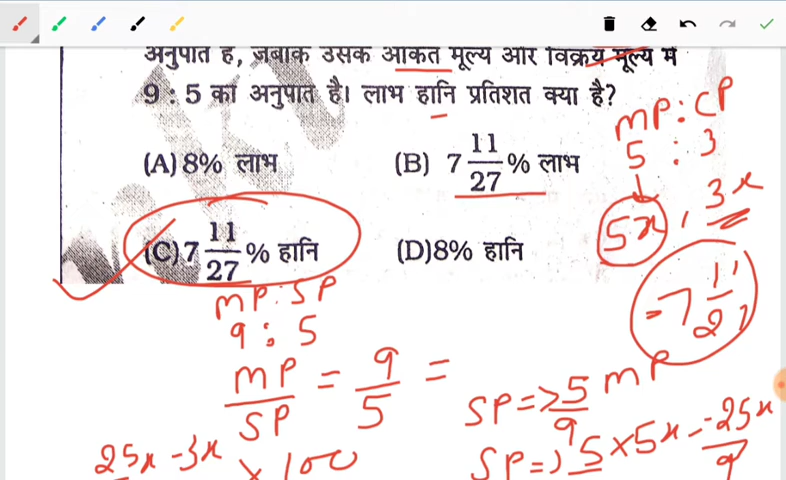 अनुपात है, जबकि उसके अंकित मूल्य और विक्रय मूल्य में
9 : 5 का अनुपात है। लाभ हानि प्रतिशत क्या है?
(A) 8% लाभ
(B) 7 11/27 % लाभ
(C) 7 11/27 % हानि
(D) 8% हानि
MP : CP
5 : 3
5x, 3x
= 7 11/27
MP : SP
9 : 5
MP/SP = 9/5 =
SP => 5/9 MP
SP => 5 × 5x = 25x/9
25x - 3x × 100